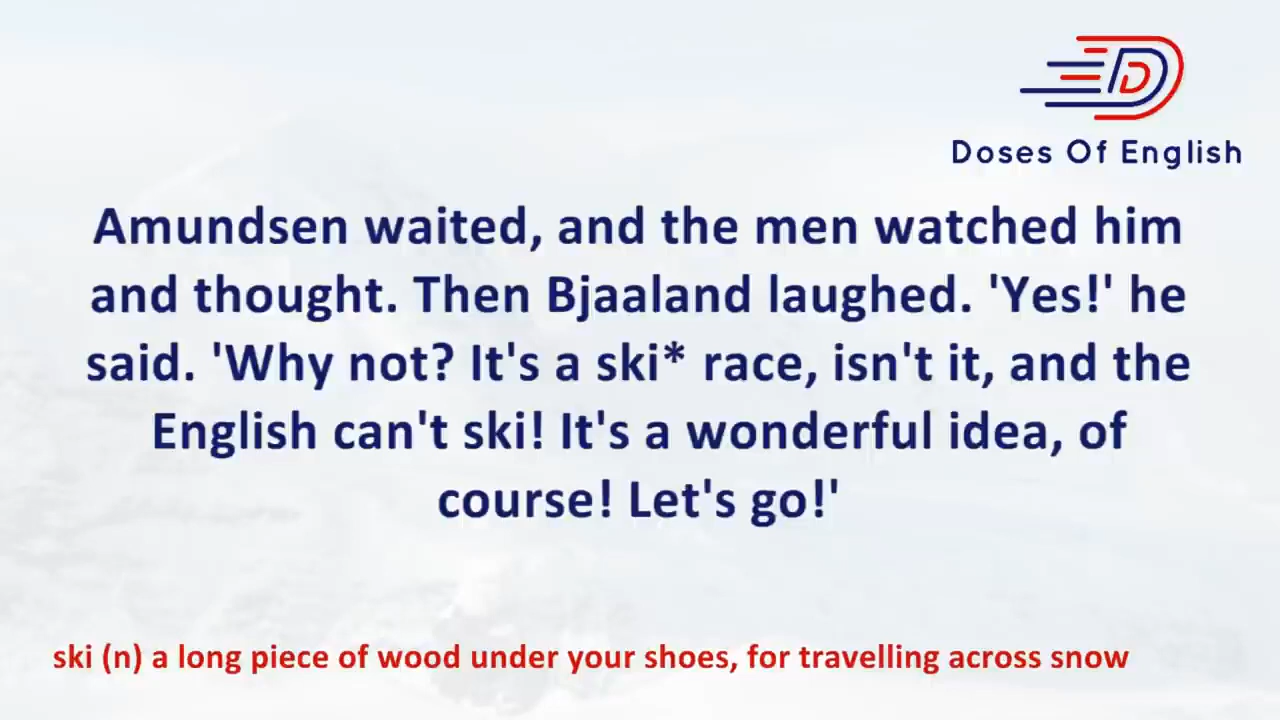 Doses Of English
Amundsen waited, and the men watched him
and thought. Then Bjaaland laughed. 'Yes!' he
said. 'Why not? It's a ski* race, isn't it, and the
English can't ski! It's a wonderful idea, of
course! Let's go!'
ski (n) a long piece of wood under your shoes, for travelling across snow